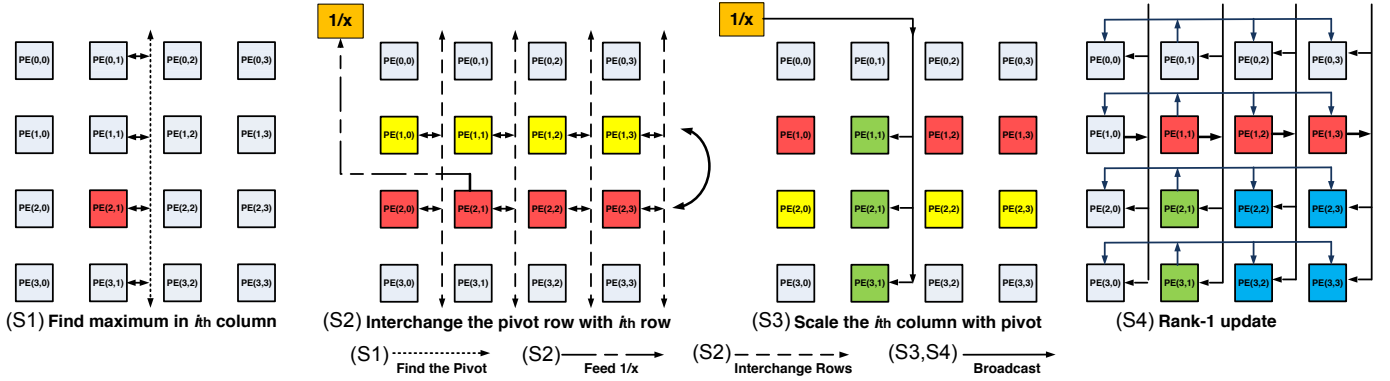 1/x
1/x
PE(0,0) PE(0,1) PE(0,2) PE(0,3)
PE(1,0) PE(1,1) PE(1,2) PE(1,3)
PE(2,0) PE(2,1) PE(2,2) PE(2,3)
PE(3,0) PE(3,1) PE(3,2) PE(3,3)
(S1) Find maximum in ith column
PE(0,0) PE(0,1) PE(0,2) PE(0,3)
PE(1,0) PE(1,1) PE(1,2) PE(1,3)
PE(2,0) PE(2,1) PE(2,2) PE(2,3)
PE(3,0) PE(3,1) PE(3,2) PE(3,3)
(S2) Interchange the pivot row with ith row
PE(0,0) PE(0,1) PE(0,2) PE(0,3)
PE(1,0) PE(1,1) PE(1,2) PE(1,3)
PE(2,0) PE(2,1) PE(2,2) PE(2,3)
PE(3,0) PE(3,1) PE(3,2) PE(3,3)
(S3) Scale the ith column with pivot
PE(0,0) PE(0,1) PE(0,2) PE(0,3)
PE(1,0) PE(1,1) PE(1,2) PE(1,3)
PE(2,0) PE(2,1) PE(2,2) PE(2,3)
PE(3,0) PE(3,1) PE(3,2) PE(3,3)
(S4) Rank-1 update
(S1) Find the Pivot
(S2) Feed 1/x
(S2) Interchange Rows
(S3,S4) Broadcast